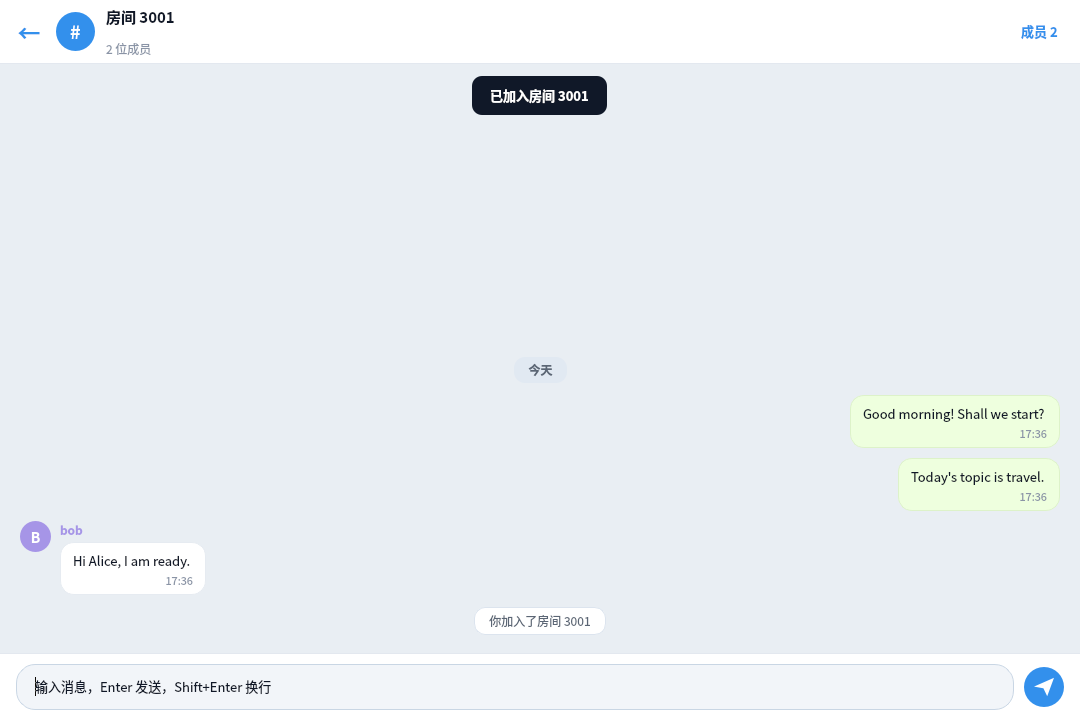 ←
#
房间 3001
2 位成员
成员 2
已加入房间 3001
今天
Good morning! Shall we start?
17:36
Today's topic is travel.
17:36
B
bob
Hi Alice, I am ready.
17:36
你加入了房间 3001
输入消息，Enter 发送，Shift+Enter 换行